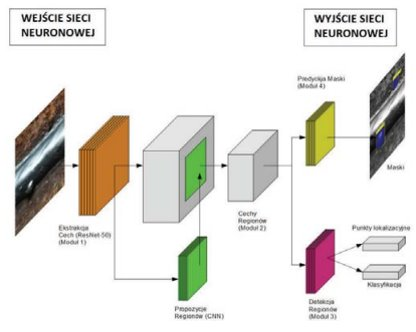 WEJŚCIE SIECI
NEURONOWEJ
WYJŚCIE SIECI
NEURONOWEJ
Predykcja Maski
(Moduł 4)
Maski
Ekstrakcja
Cech (ResNet-50)
(Moduł 1)
Cechy
Regionów
(Moduł 2)
Propozycje
Regionów (CNN)
Detekcja
Regionów
(Moduł 3)
Punkty lokalizacyjne
Klasyfikacja